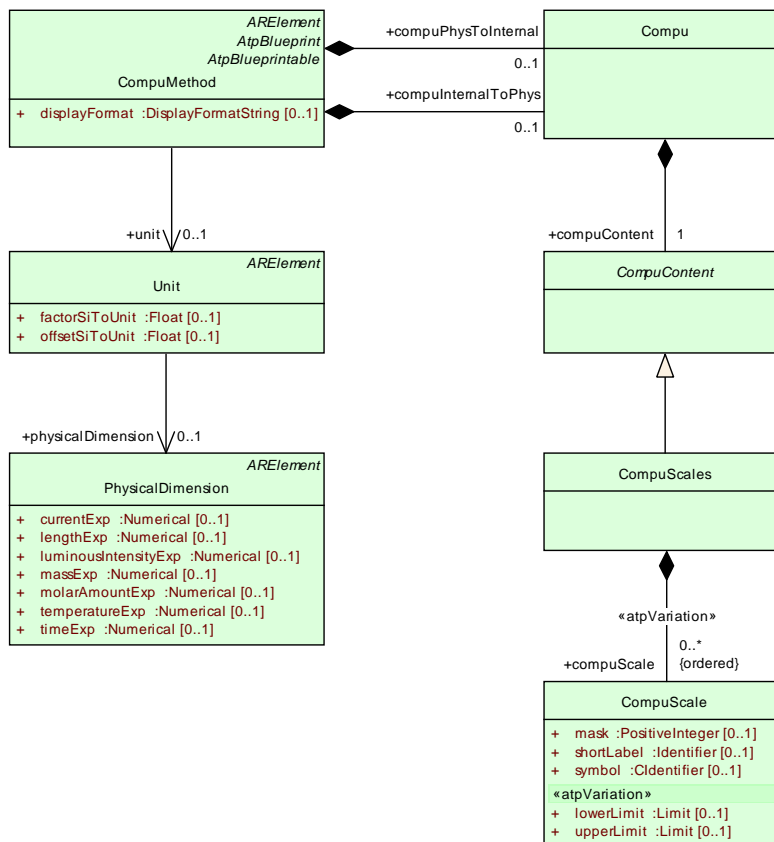 ARElement
AtpBlueprint
AtpBlueprintable
CompuMethod
+ displayFormat :DisplayFormatString [0..1]
+compuPhysToInternal
0..1
+compuInternalToPhys
0..1
Compu
+unit 0..1
+compuContent 1
ARElement
Unit
+ factorSiToUnit :Float [0..1]
+ offsetSiToUnit :Float [0..1]
CompuContent
+physicalDimension 0..1
ARElement
PhysicalDimension
+ currentExp :Numerical [0..1]
+ lengthExp :Numerical [0..1]
+ luminousIntensityExp :Numerical [0..1]
+ massExp :Numerical [0..1]
+ molarAmountExp :Numerical [0..1]
+ temperatureExp :Numerical [0..1]
+ timeExp :Numerical [0..1]
CompuScales
«atpVariation»
0..*
+compuScale {ordered}
CompuScale
+ mask :PositiveInteger [0..1]
+ shortLabel :Identifier [0..1]
+ symbol :CIdentifier [0..1]
«atpVariation»
+ lowerLimit :Limit [0..1]
+ upperLimit :Limit [0..1]